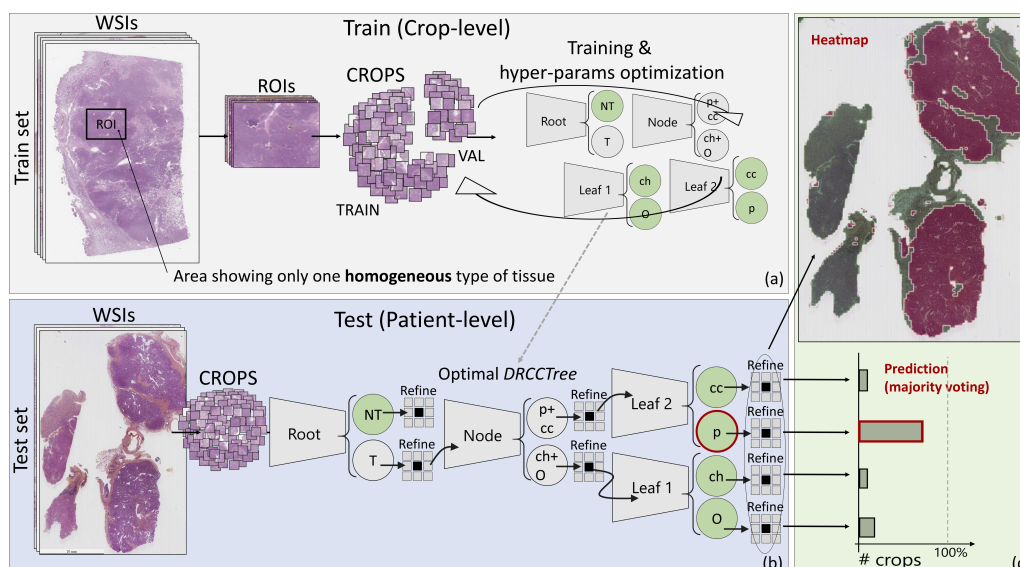 WSIs
Train (Crop-level)
Train set
ROI
ROIs
CROPS
VAL
TRAIN
Training &
hyper-params optimization
Root
NT
T
Node
p+
cc
ch+
O
Leaf 1
ch
O
Leaf 2
cc
p
Area showing only one homogeneous type of tissue
(a)
Heatmap
WSIs
Test (Patient-level)
Test set
CROPS
Root
NT
T
Refine
Refine
Optimal DRCCTree
Node
p+
cc
ch+
O
Refine
Refine
Leaf 2
Leaf 1
cc
p
ch
O
Refine
Refine
Refine
Refine
(b)
Prediction
(majority voting)
# crops
100%